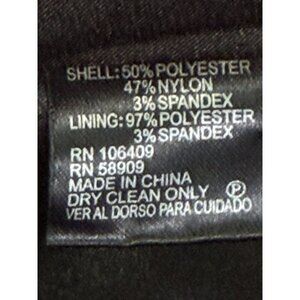 SHELL: 50% POLYESTER
47% NYLON
3% SPANDEX
LINING: 97% POLYESTER
3% SPANDEX
RN 106409
RN 58909
MADE IN CHINA
DRY CLEAN ONLY Ⓟ
VER AL DORSO PARA CUIDADO